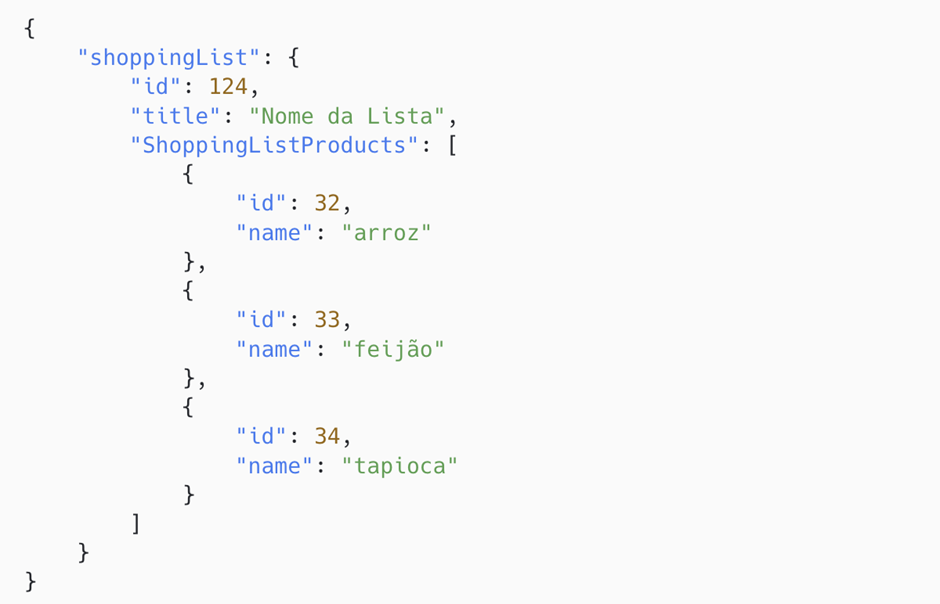 {
    "shoppingList": {
        "id": 124,
        "title": "Nome da Lista",
        "ShoppingListProducts": [
            {
                "id": 32,
                "name": "arroz"
            },
            {
                "id": 33,
                "name": "feijão"
            },
            {
                "id": 34,
                "name": "tapioca"
            }
        ]
    }
}